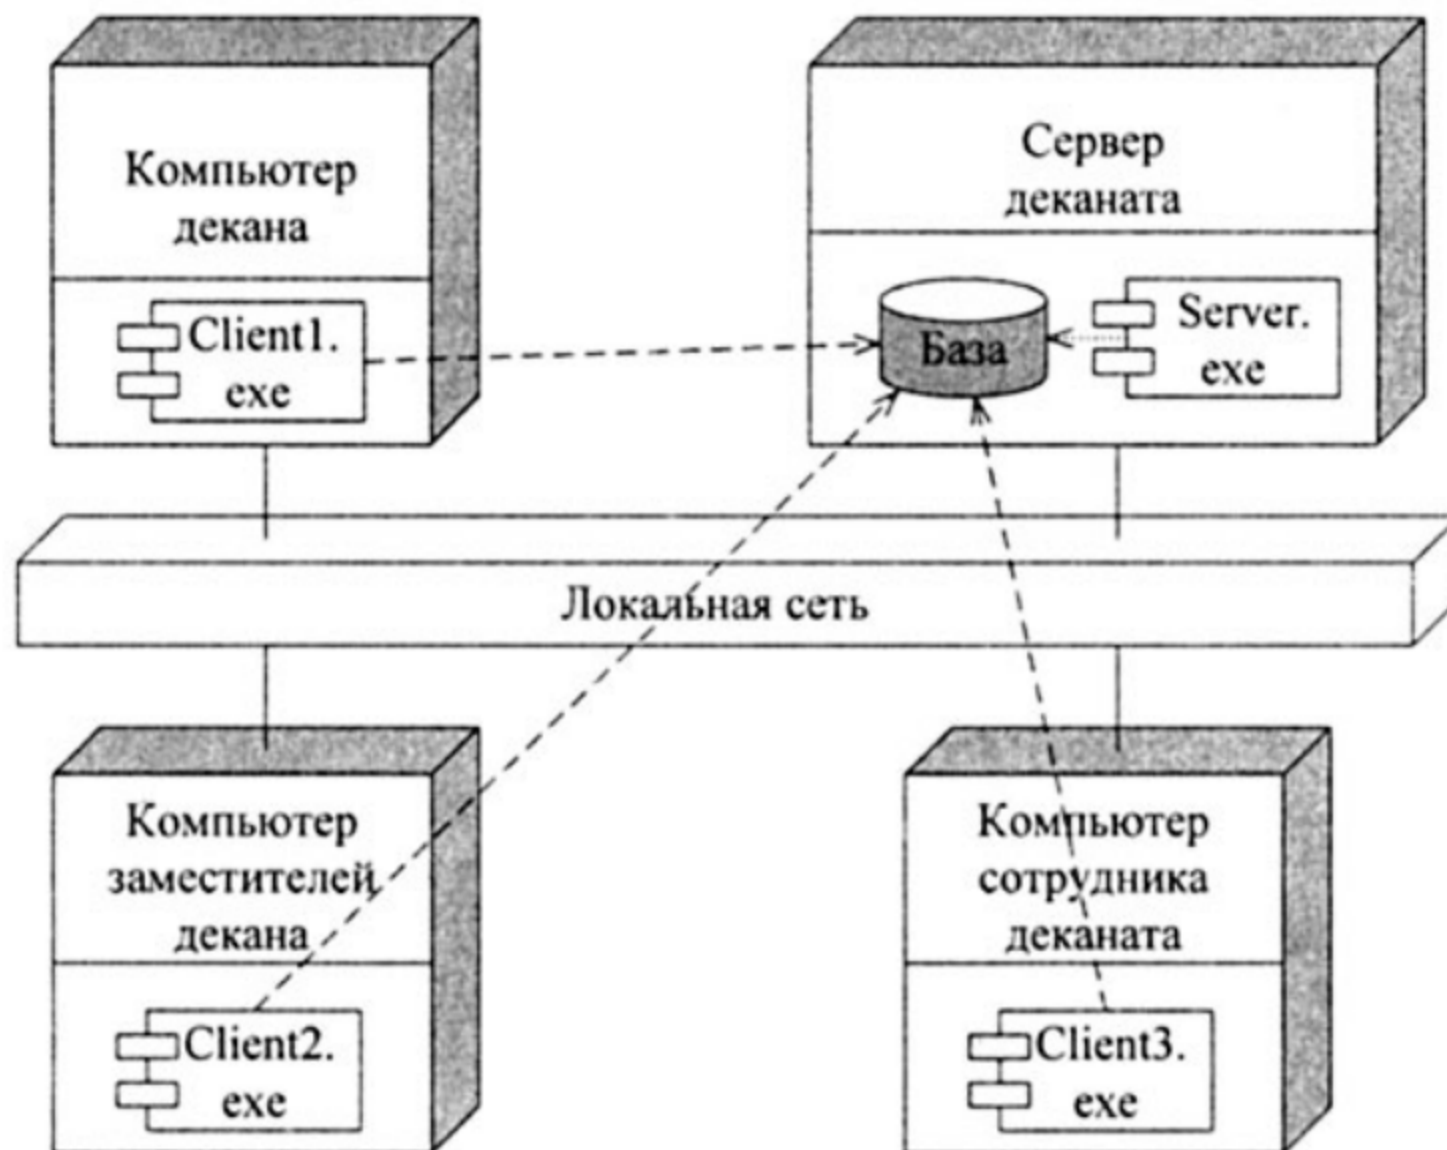 Компьютер
декана
Client1.
exe
Сервер
деканата
База
Server.
exe
Локальная сеть
Компьютер
заместителей
декана
Client2.
exe
Компьютер
сотрудника
деканата
Client3.
exe